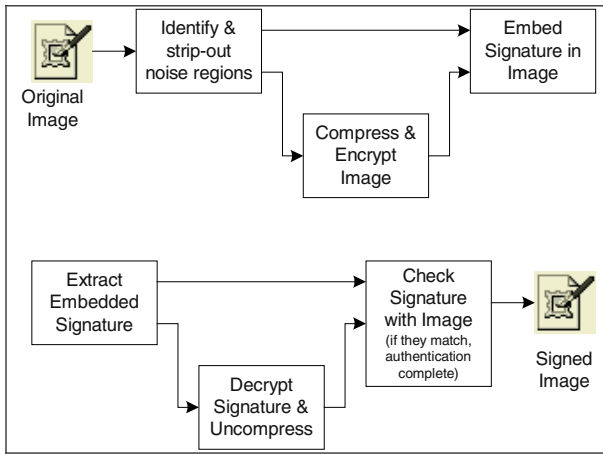 Original
Image
Identify &
strip-out
noise regions
Embed
Signature in
Image
Compress &
Encrypt
Image
Extract
Embedded
Signature
Check
Signature
with Image
(if they match,
authentication
complete)
Decrypt
Signature &
Uncompress
Signed
Image